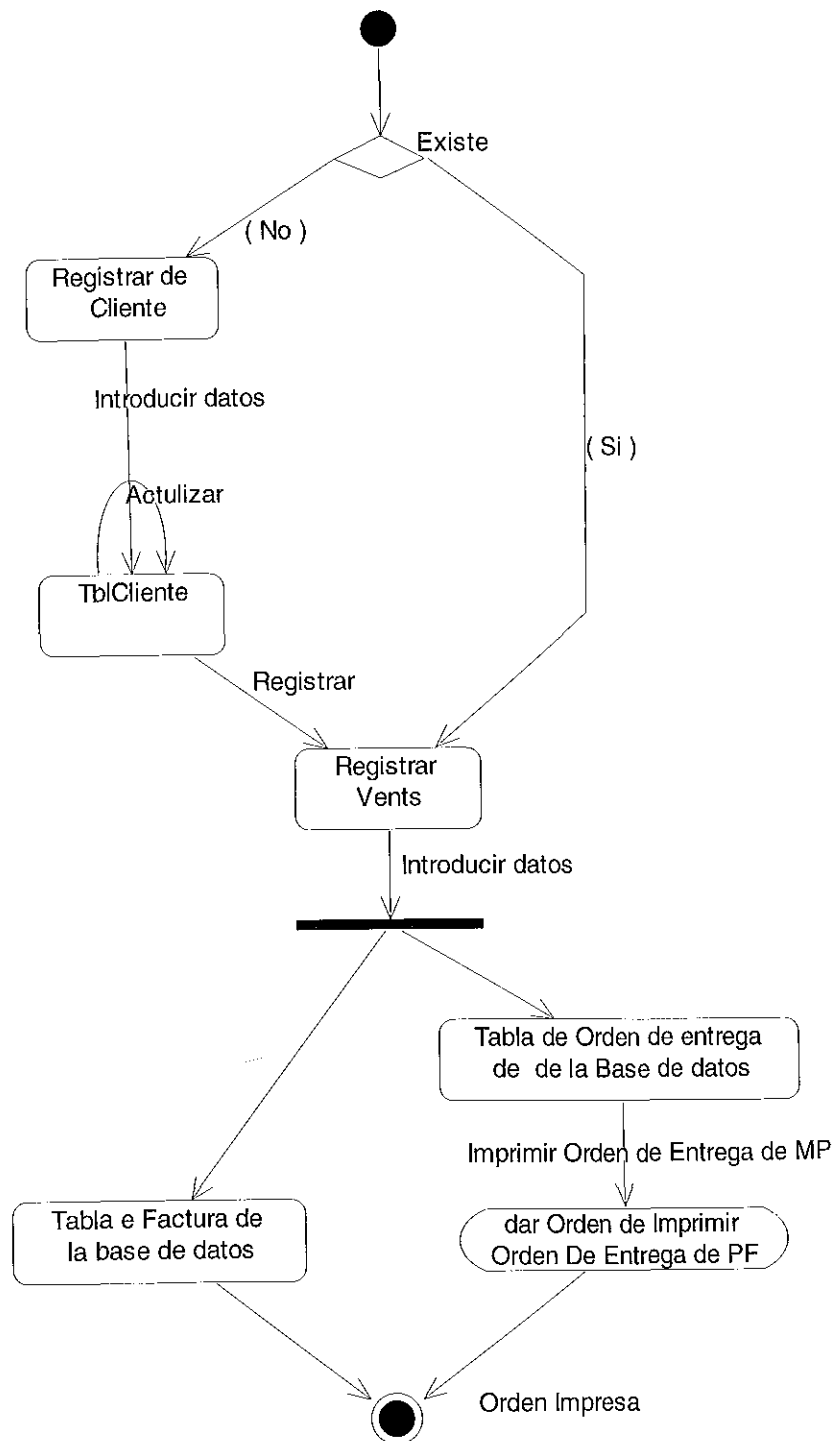 Existe
( No )
Registrar de
Cliente
Introducir datos
( Si )
Actulizar
TblCliente
Registrar
Registrar
Vents
Introducir datos
Tabla de Orden de entrega
de de la Base de datos
Imprimir Orden de Entrega de MP
Tabla e Factura de
la base de datos
dar Orden de Imprimir
Orden De Entrega de PF
Orden Impresa